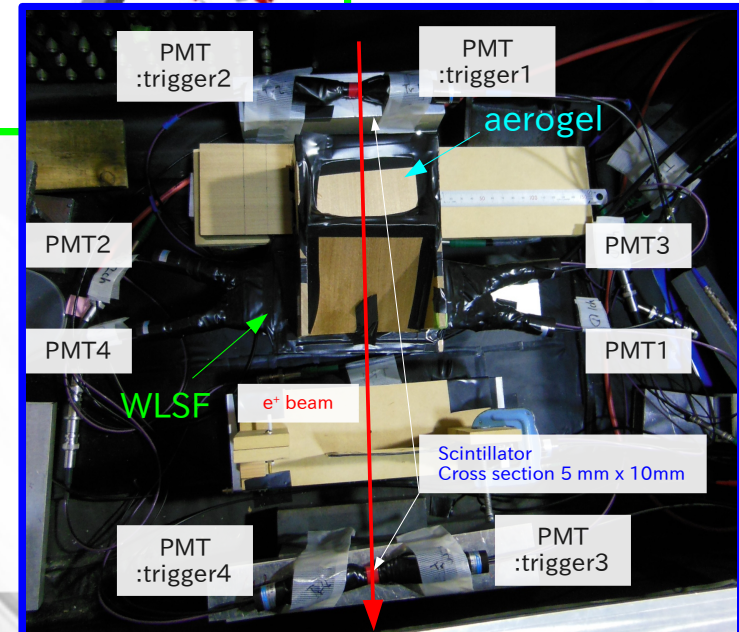 PMT
:trigger2
PMT
:trigger1
aerogel
PMT2
PMT3
PMT4
PMT1
WLSF
e⁺ beam
Scintillator
Cross section 5 mm x 10mm
PMT
:trigger4
PMT
:trigger3